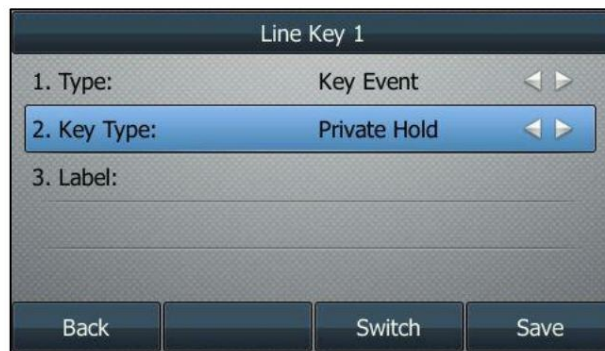 Line Key 1
1. Type: Key Event
2. Key Type: Private Hold
3. Label:
Back Switch Save